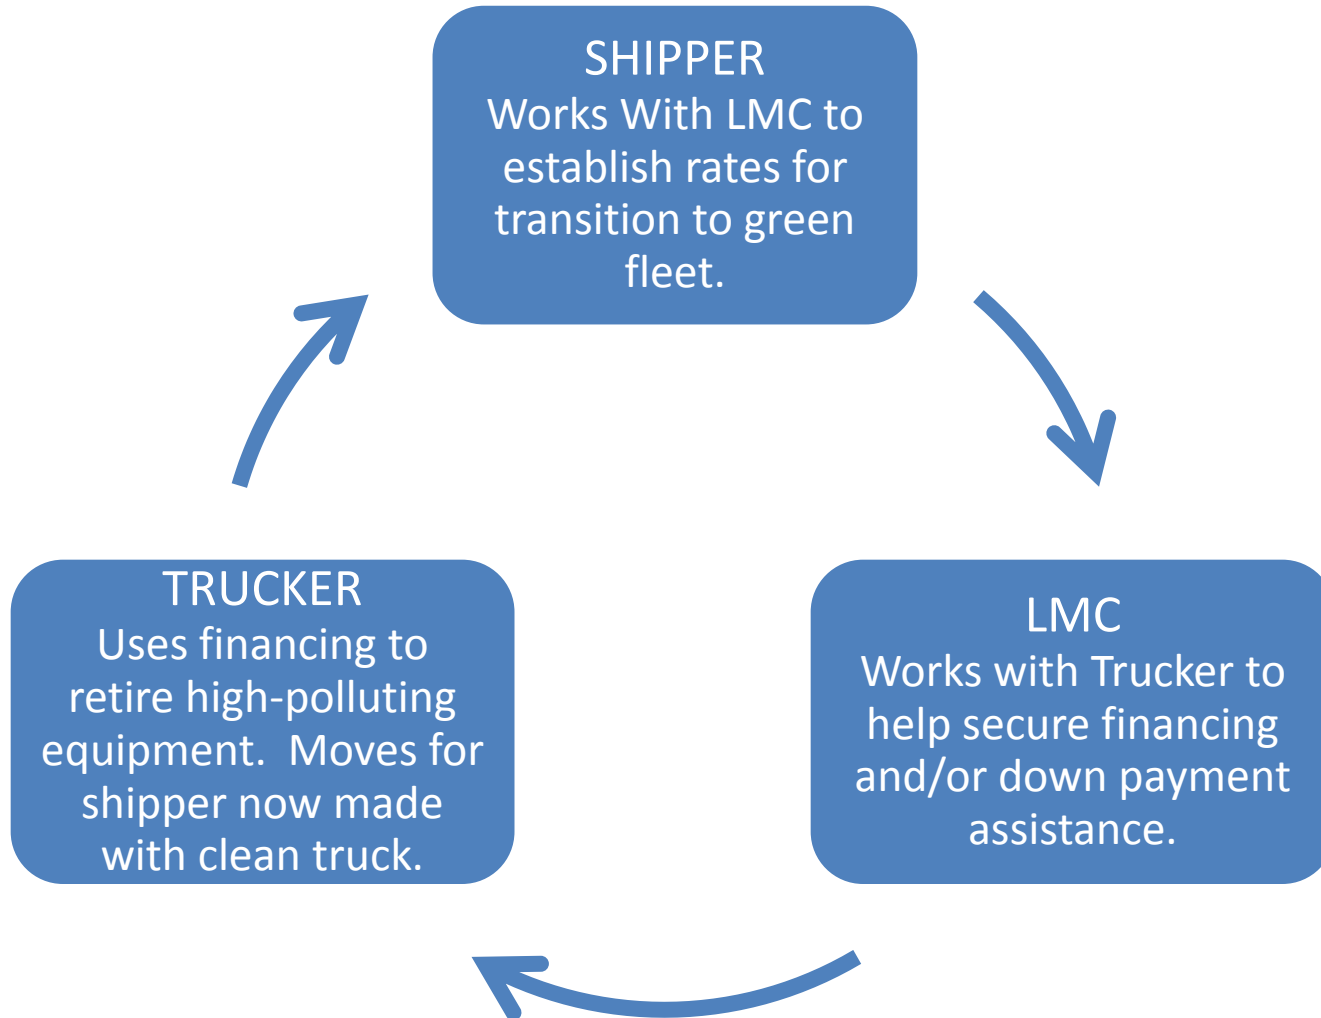 SHIPPER
Works With LMC to
establish rates for
transition to green
fleet.
TRUCKER
Uses financing to
retire high-polluting
equipment.  Moves for
shipper now made
with clean truck.
LMC
Works with Trucker to
help secure financing
and/or down payment
assistance.